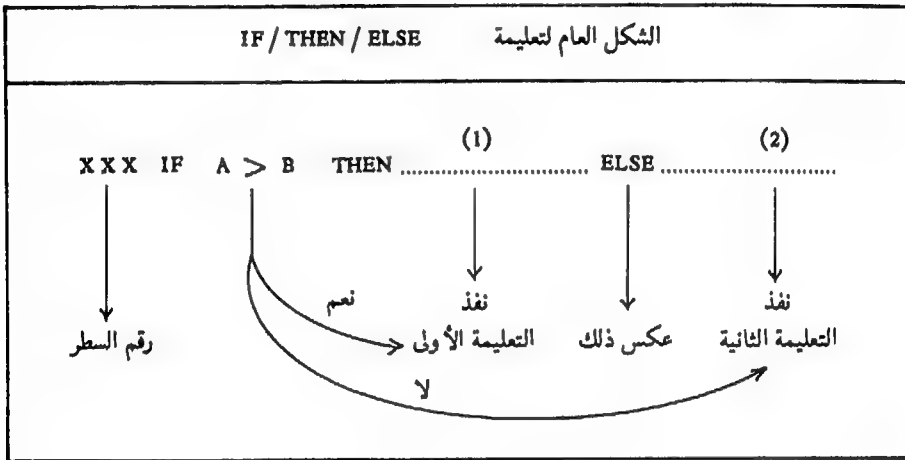 الشكل العام لتعليمة IF / THEN / ELSE
(1) (2)
XXX IF A > B THEN ........................ ELSE ........................
نعم نفذ نفذ
رقم السطر التعليمة الأولى عكس ذلك التعليمة الثانية
لا